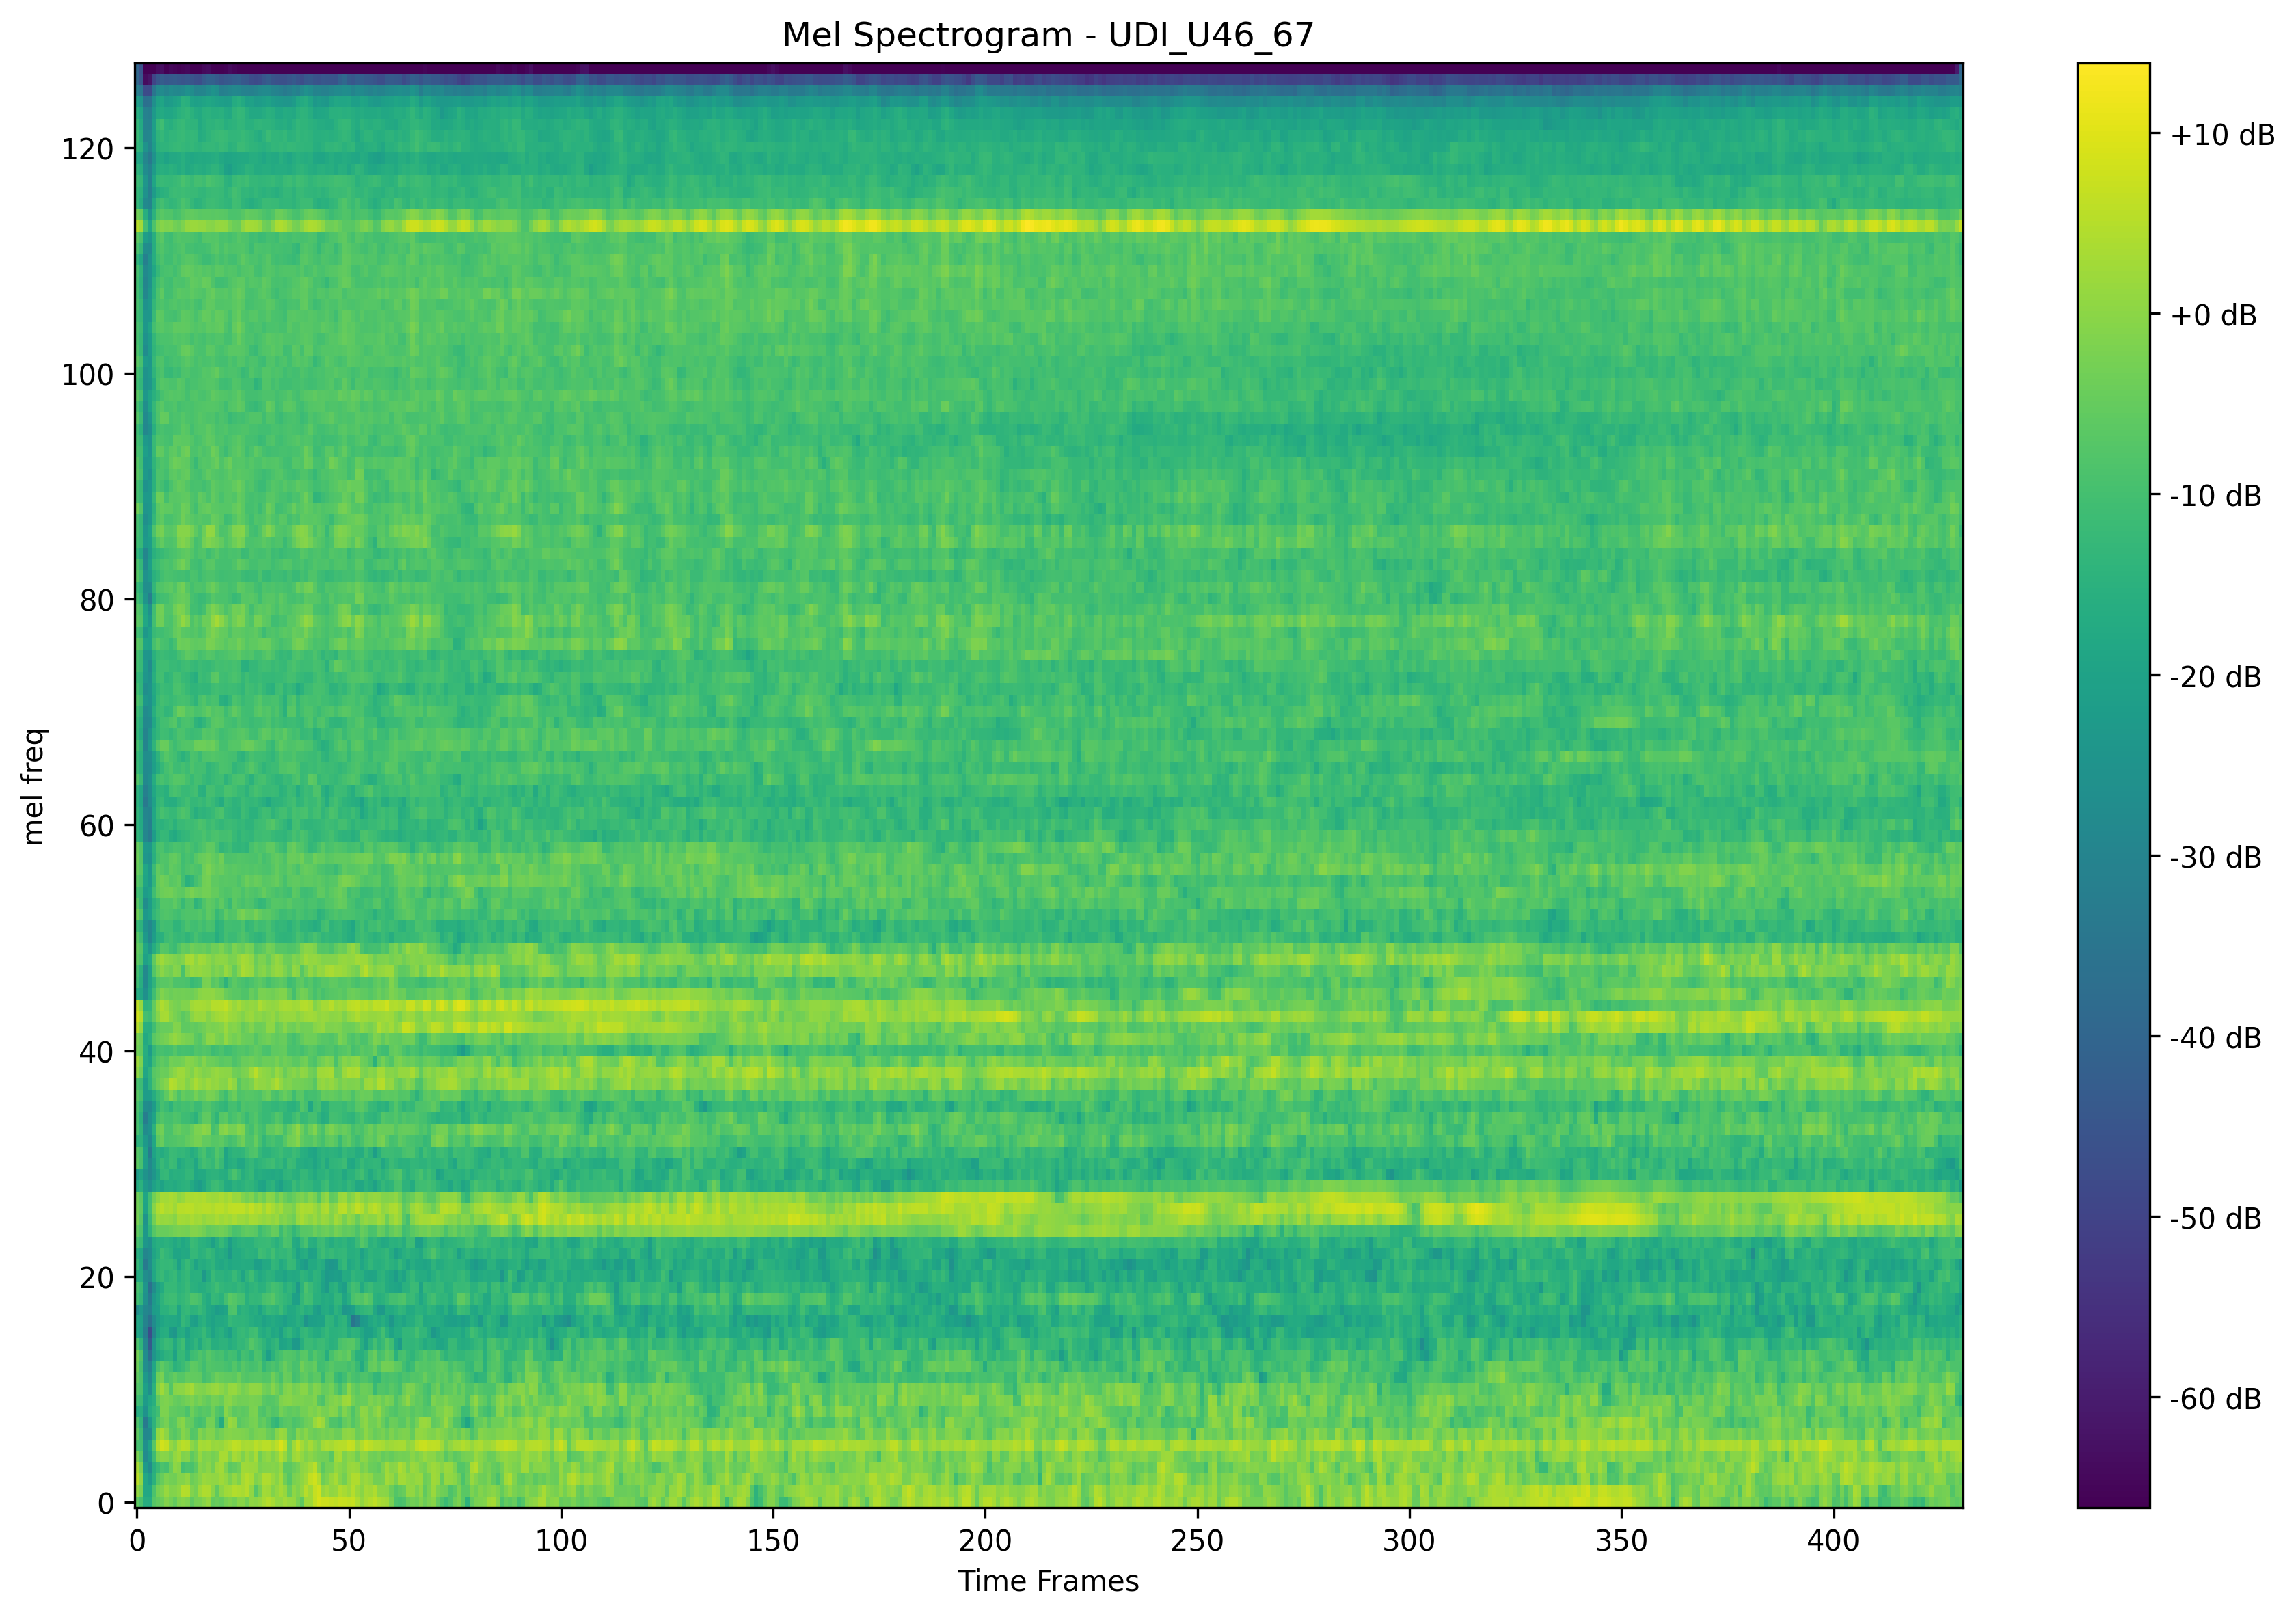 Mel Spectrogram - UDI_U46_67
mel freq
120
100
80
60
40
20
0
0 50 100 150 200 250 300 350 400
Time Frames
+10 dB
+0 dB
-10 dB
-20 dB
-30 dB
-40 dB
-50 dB
-60 dB